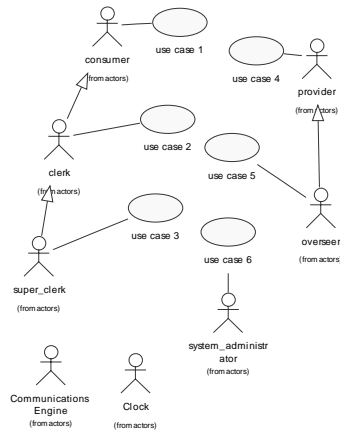 consumer
(from actors)
use case 1
use case 4
provider
(from actors)
clerk
(from actors)
use case 2
use case 5
overseer
(from actors)
super_clerk
(from actors)
use case 3
use case 6
system_administr
ator
(from actors)
Communications
Engine
(from actors)
Clock
(from actors)